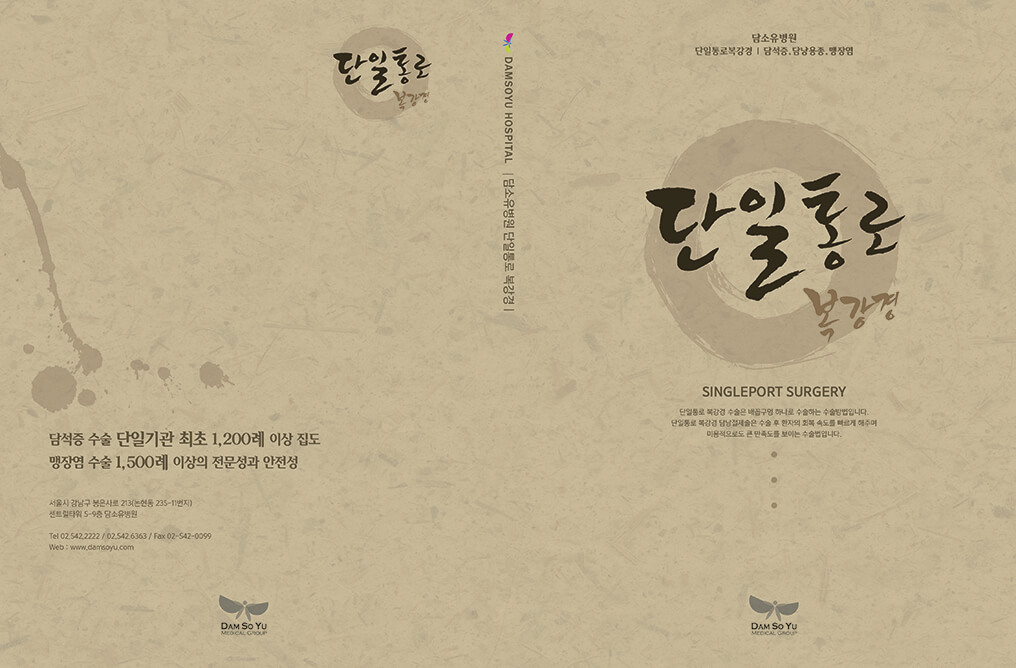 단일통로
복강경
담석증 수술 단일기관 최초 1,200례 이상 집도
맹장염 수술 1,500례 이상의 전문성과 안전성
서울시 강남구 봉은사로 213(논현동 235-11번지)
센트럴타워 5-9층 담소유병원
Tel 02.542.2222 / 02.542.6363 / Fax 02-542-0099
Web : www.damsoyu.com
DAM SO YU
MEDICAL GROUP
DAMSOYU HOSPITAL | 담소유병원 단일통로 복강경 |
담소유병원
단일통로복강경 | 담석증.담낭용종.맹장염
단일통로
복강경
SINGLEPORT SURGERY
단일통로 복강경 수술은 배꼽구멍 하나로 수술하는 수술방법입니다.
단일통로 복강경 담낭절제술은 수술 후 환자의 회복 속도를 빠르게 해주며
미용적으로도 큰 만족도를 보이는 수술법입니다.
DAM SO YU
MEDICAL GROUP